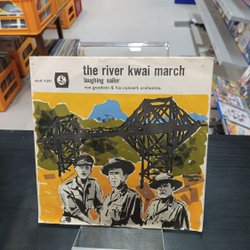 the river kwai march
laughing sailor
ron goodwin & his concert orchestra